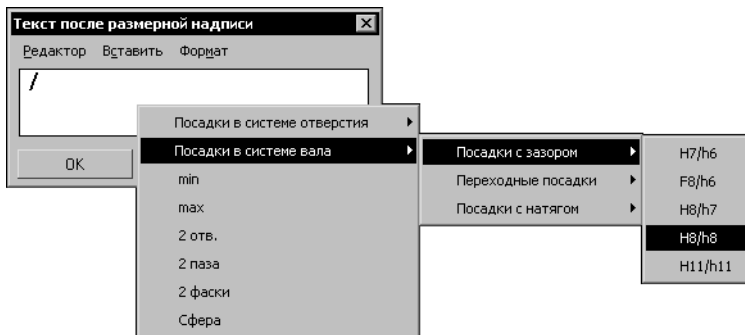 Текст после размерной надписи
Редактор Вставить Формат
/
OK
Посадки в системе отверстия
Посадки в системе вала
min
max
2 отв.
2 паза
2 фаски
Сфера
Посадки с зазором
Переходные посадки
Посадки с натягом
H7/h6
F8/h6
H8/h7
H8/h8
H11/h11